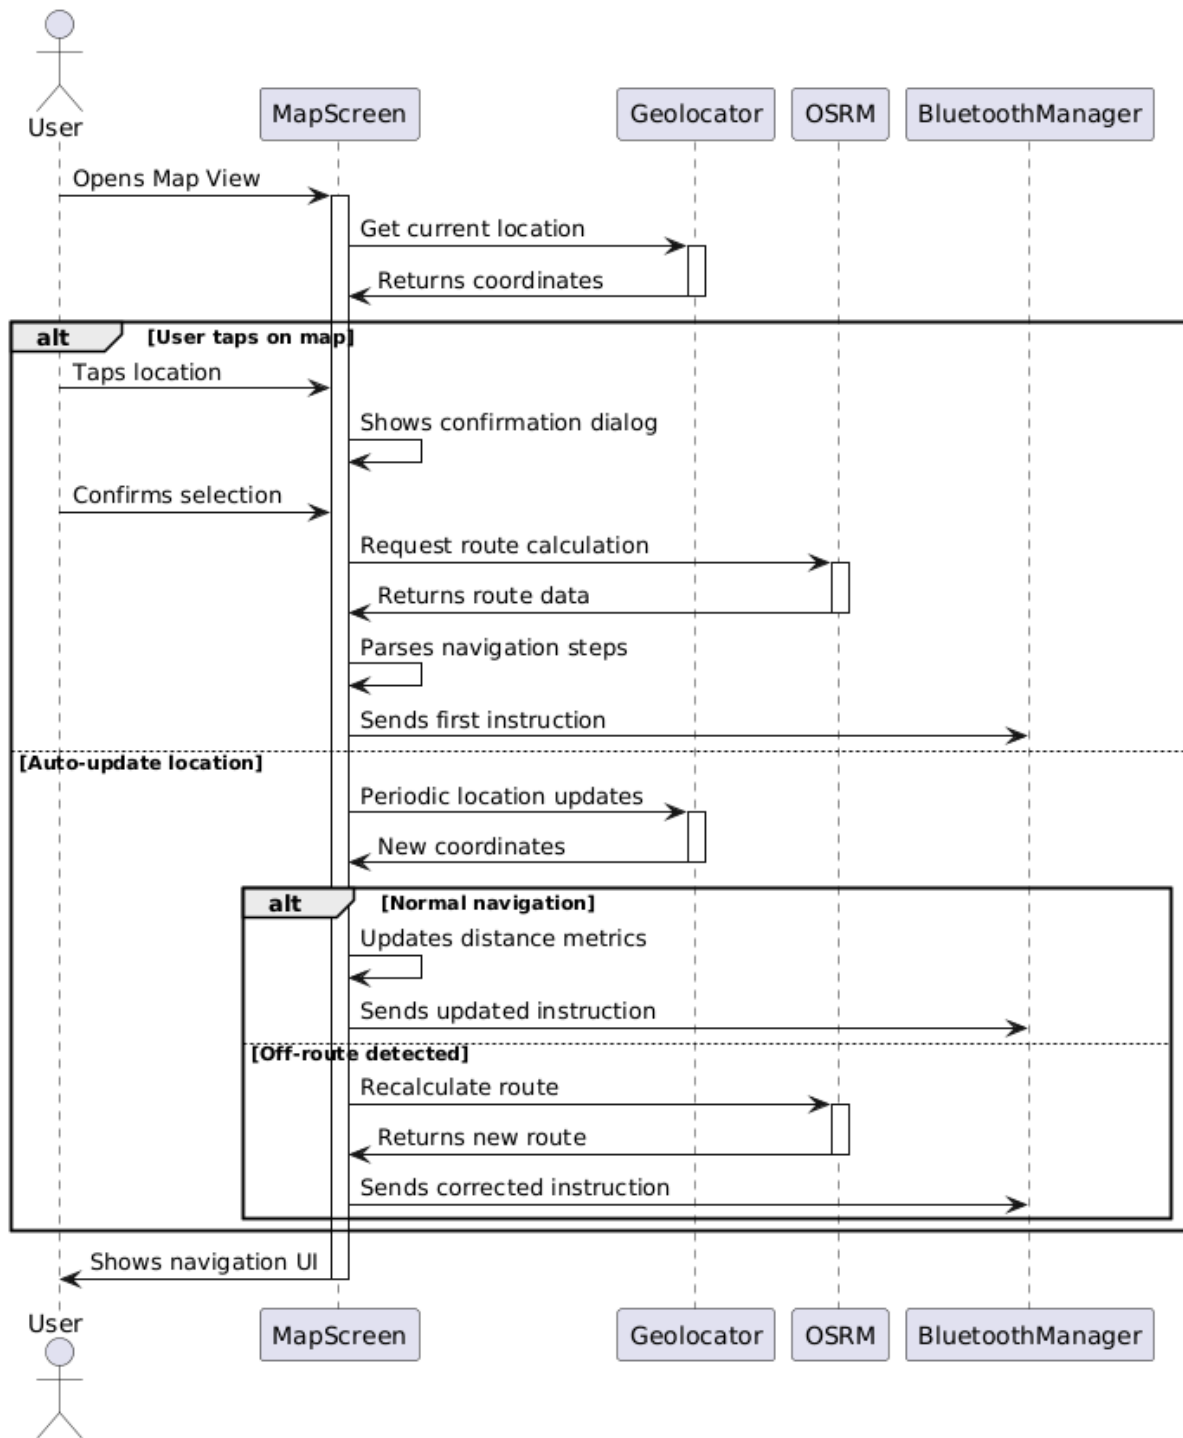 User
MapScreen
Geolocator
OSRM
BluetoothManager
Opens Map View
Get current location
Returns coordinates
alt
[User taps on map]
Taps location
Shows confirmation dialog
Confirms selection
Request route calculation
Returns route data
Parses navigation steps
Sends first instruction
[Auto-update location]
Periodic location updates
New coordinates
alt
[Normal navigation]
Updates distance metrics
Sends updated instruction
[Off-route detected]
Recalculate route
Returns new route
Sends corrected instruction
Shows navigation UI
User
MapScreen
Geolocator
OSRM
BluetoothManager